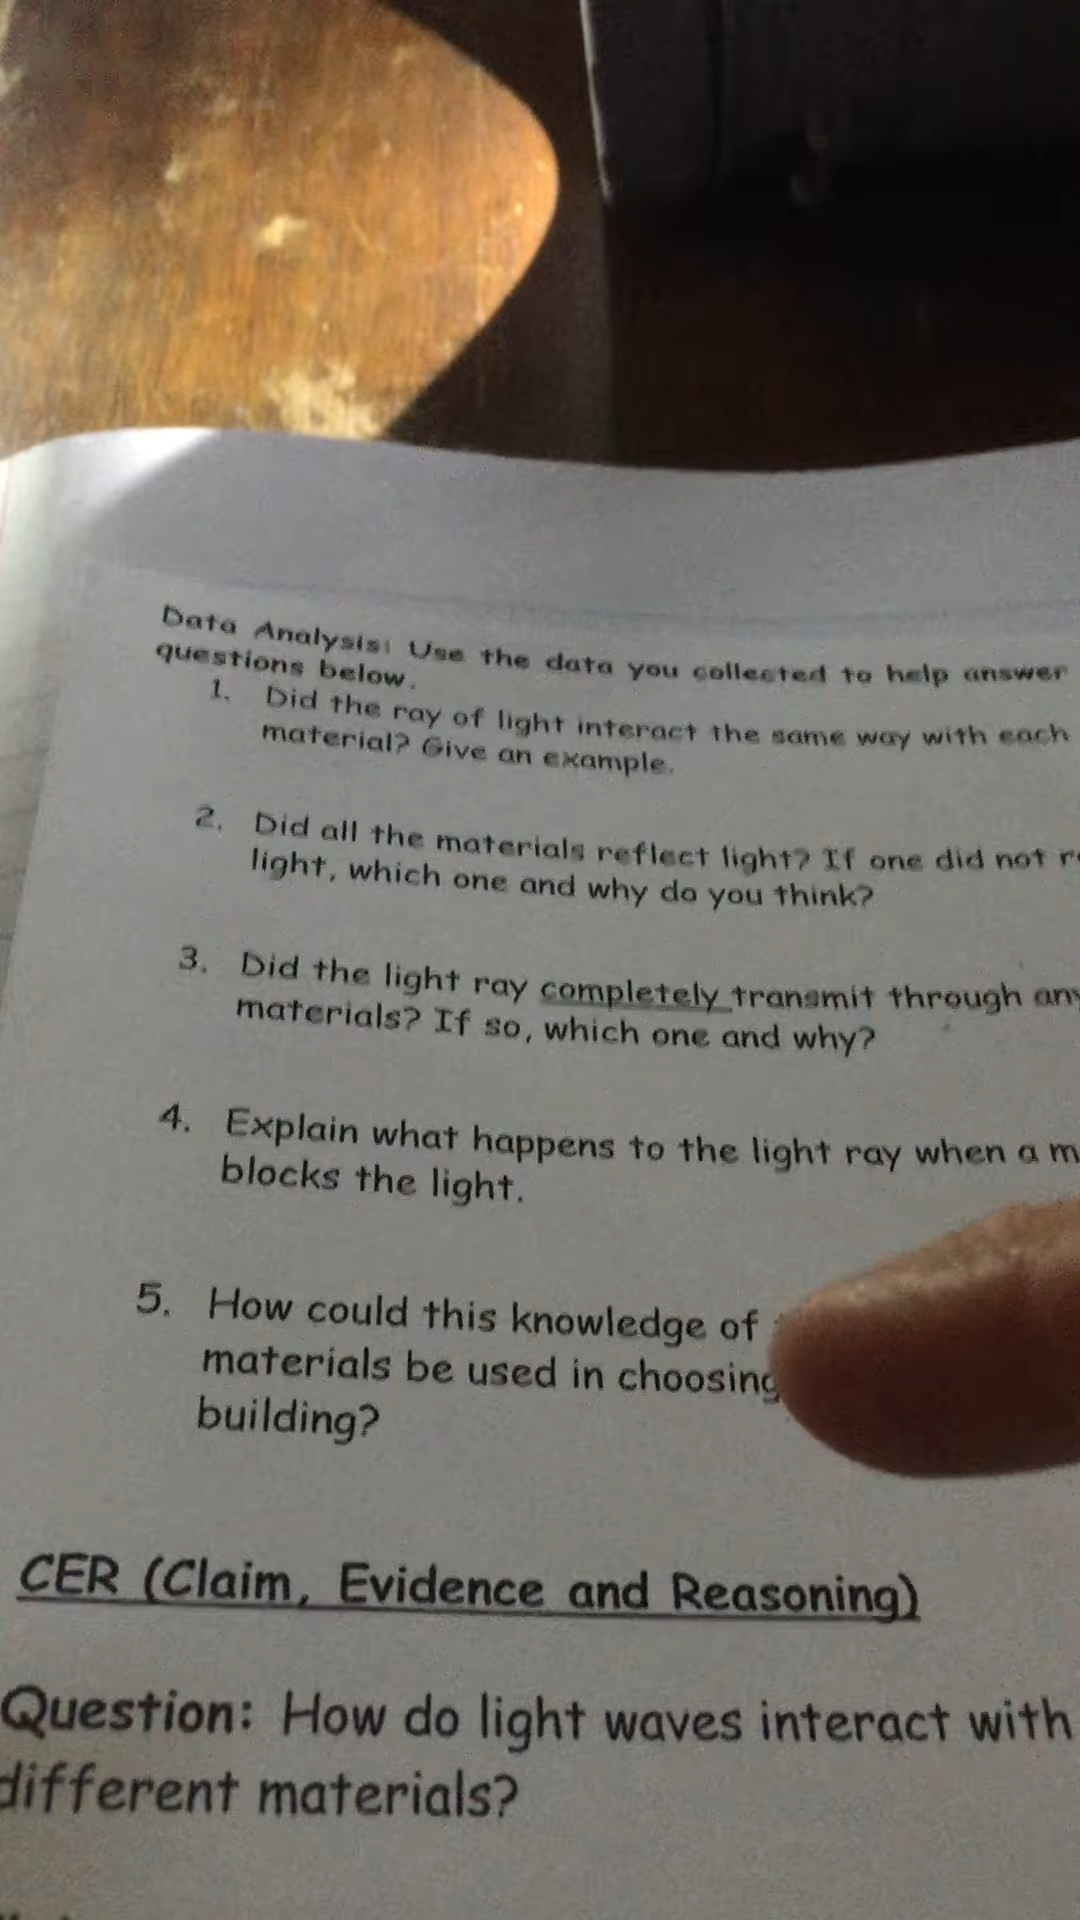 Data Analysis: Use the data you collected to help answer
questions below.
1. Did the ray of light interact the same way with each
material? Give an example.
2. Did all the materials reflect light? If one did not
light, which one and why do you think?
3. Did the light ray completely transmit through
materials? If so, which one and why?
4. Explain what happens to the light ray when a
blocks the light.
5. How could this knowledge of
materials be used in choosing
building?
CER (Claim, Evidence and Reasoning)
Question: How do light waves interact with
different materials?